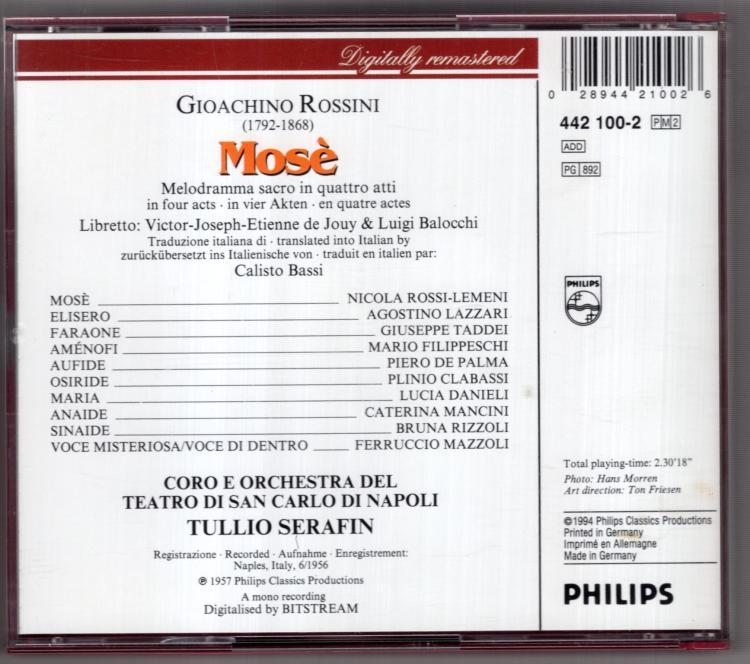 Digitally remastered
GIOACHINO ROSSINI
(1792-1868)
Mosè
Melodramma sacro in quattro atti
in four acts · in vier Akten · en quatre actes
Libretto: Victor-Joseph-Etienne de Jouy & Luigi Balocchi
Traduzione italiana di · translated into Italian by
zurückübersetzt ins Italienische von · traduit en italien par:
Calisto Bassi
MOSÈ NICOLA ROSSI-LEMENI
ELISERO AGOSTINO LAZZARI
FARAONE GIUSEPPE TADDEI
AMÉNOFI MARIO FILIPPESCHI
AUFIDE PIERO DE PALMA
OSIRIDE PLINIO CLABASSI
MARIA LUCIA DANIELI
ANAIDE CATERINA MANCINI
SINAIDE BRUNA RIZZOLI
VOCE MISTERIOSA/VOCE DI DENTRO FERRUCCIO MAZZOLI
CORO E ORCHESTRA DEL
TEATRO DI SAN CARLO DI NAPOLI
TULLIO SERAFIN
Registrazione · Recorded · Aufnahme · Enregistrement:
Naples, Italy, 6/1956
℗ 1957 Philips Classics Productions
A mono recording
Digitalised by BITSTREAM
0 28944 21002 6
442 100-2 PM2
ADD
PG 892
PHILIPS
Total playing-time: 2.30'18"
Photo: Hans Morren
Art direction: Ton Friesen
©1994 Philips Classics Productions
Printed in Germany
Imprimé en Allemagne
Made in Germany
PHILIPS